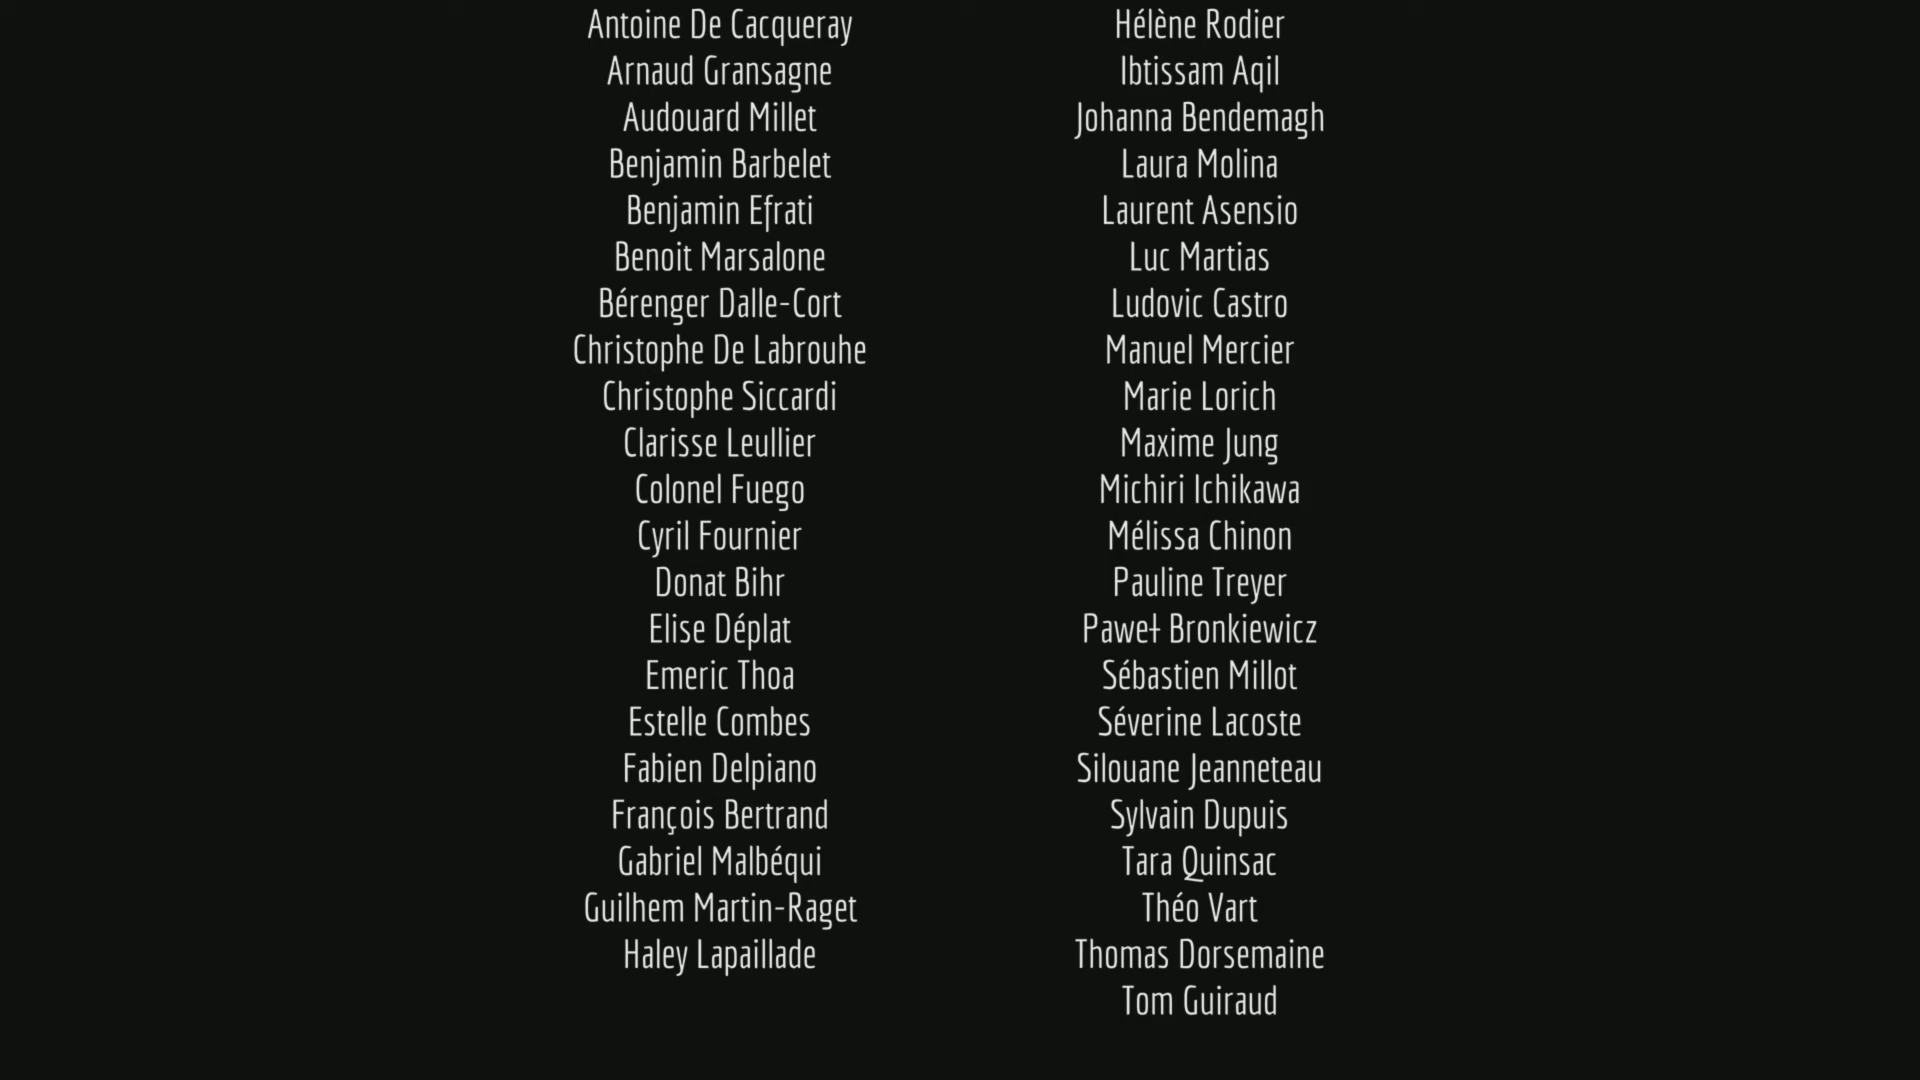 Antoine De Cacqueray
Arnaud Gransagne
Audouard Millet
Benjamin Barbelet
Benjamin Efrati
Benoit Marsalone
Bérenger Dalle-Cort
Christophe De Labrouhe
Christophe Siccardi
Clarisse Leullier
Colonel Fuego
Cyril Fournier
Donat Bihr
Elise Déplat
Emeric Thoa
Estelle Combes
Fabien Delpiano
François Bertrand
Gabriel Malbéqui
Guilhem Martin-Raget
Haley Lapaillade
Hélène Rodier
Ibtissam Aqil
Johanna Bendemagh
Laura Molina
Laurent Asensio
Luc Martias
Ludovic Castro
Manuel Mercier
Marie Lorich
Maxime Jung
Michiri Ichikawa
Mélissa Chinon
Pauline Treyer
Paweł Bronkiewicz
Sébastien Millot
Séverine Lacoste
Silouane Jeanneteau
Sylvain Dupuis
Tara Quinsac
Théo Vart
Thomas Dorsemaine
Tom Guiraud